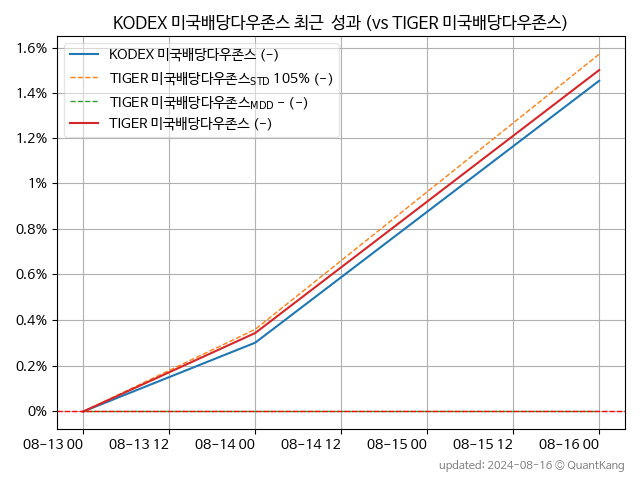 KODEX 미국배당다우존스 최근 성과 (vs TIGER 미국배당다우존스)
KODEX 미국배당다우존스 (-)
TIGER 미국배당다우존스STD 105% (-)
TIGER 미국배당다우존스MDD - (-)
TIGER 미국배당다우존스 (-)
1.6%
1.4%
1.2%
1%
0.8%
0.6%
0.4%
0.2%
0%
08-13 00 08-13 12 08-14 00 08-14 12 08-15 00 08-15 12 08-16 00
updated: 2024-08-16 © QuantKang